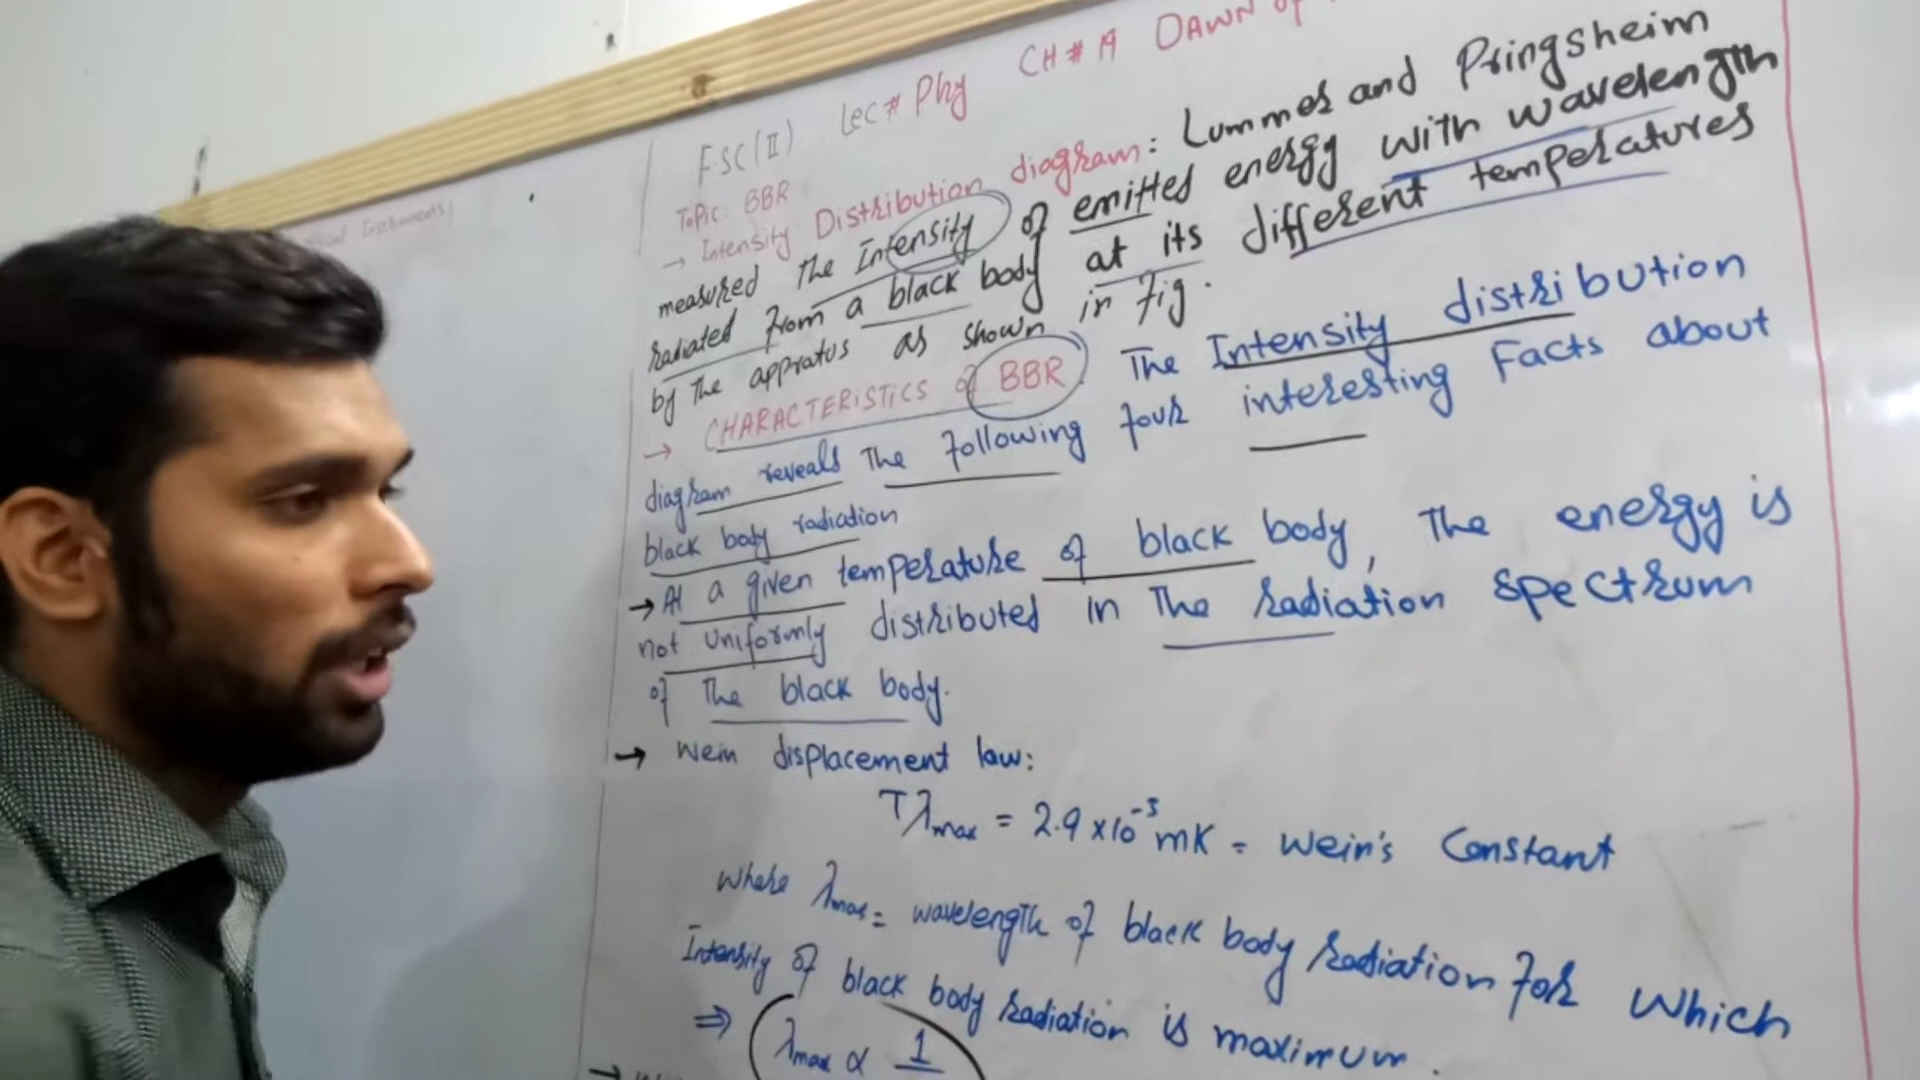 FSC(II) Lec# Phy CH#19 DAWN OF
Topic: BBR
→ Intensity Distribution diagram: Lummer and Pringsheim
measured the Intensity of emitted energy with wavelength
radiated from a black body at its different temperatures
by the appratus as shown in fig.
→ CHARACTERISTICS of BBR: The Intensity distribution
diagram reveals the following four interesting Facts about
black body radiation
→ At a given temperature of black body, The energy is
not Uniformly distributed in The radiation spectrum
of The black body.
→ Wein displacement law:
Tλmax = 2.9 x10⁻³ mK = Wein's Constant
Where λmax = wavelength of black body radiation for which
Intensity of black body radiation is maximum.
⇒ λmax ∝ 1